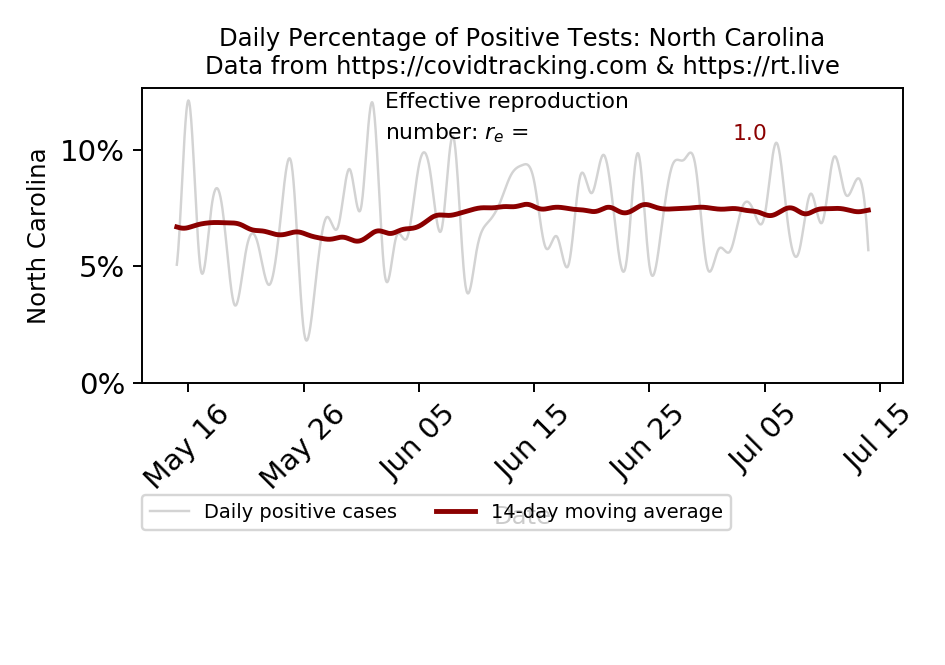 Daily Percentage of Positive Tests: North Carolina
Data from https://covidtracking.com & https://rt.live
Effective reproduction
number: rₑ = 1.0
North Carolina
10%
5%
0%
May 16
May 26
Jun 05
Jun 15
Jun 25
Jul 05
Jul 15
Date
Daily positive cases
14-day moving average